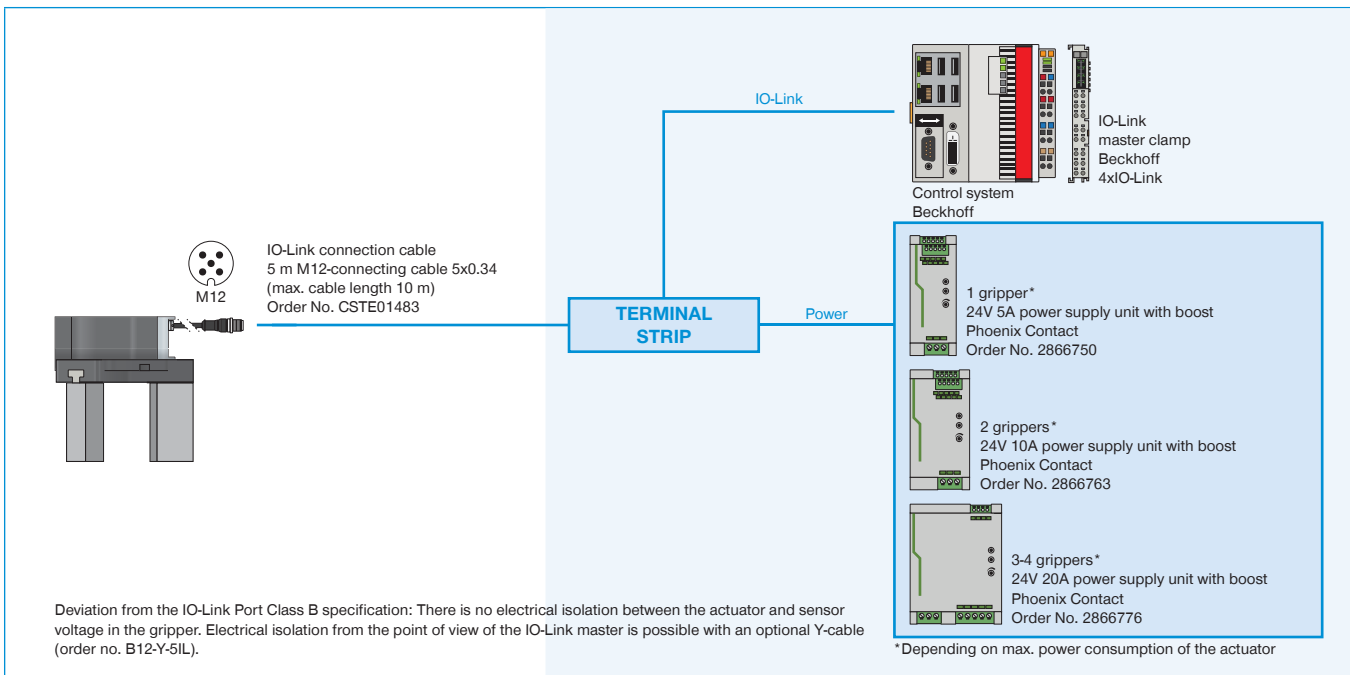 IO-Link
IO-Link
master clamp
Beckhoff
4xIO-Link
Control system
Beckhoff
M12
IO-Link connection cable
5 m M12-connecting cable 5x0.34
(max. cable length 10 m)
Order No. CSTE01483
TERMINAL
STRIP
Power
1 gripper*
24V 5A power supply unit with boost
Phoenix Contact
Order No. 2866750
2 grippers*
24V 10A power supply unit with boost
Phoenix Contact
Order No. 2866763
3-4 grippers*
24V 20A power supply unit with boost
Phoenix Contact
Order No. 2866776
*Depending on max. power consumption of the actuator
Deviation from the IO-Link Port Class B specification: There is no electrical isolation between the actuator and sensor
voltage in the gripper. Electrical isolation from the point of view of the IO-Link master is possible with an optional Y-cable
(order no. B12-Y-5IL).